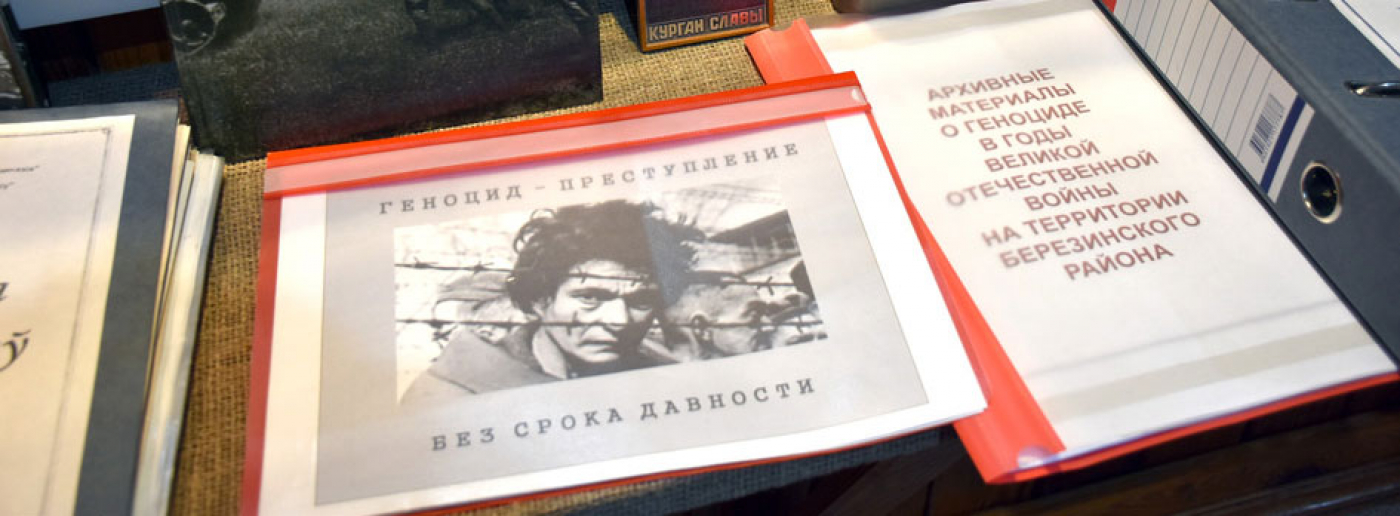 КУРГАН СЛАВЫ
ГЕНОЦИД – ПРЕСТУПЛЕНИЕ
БЕЗ СРОКА ДАВНОСТИ
АРХИВНЫЕ
МАТЕРИАЛЫ
О ГЕНОЦИДЕ
В ГОДЫ
ВЕЛИКОЙ
ОТЕЧЕСТВЕННОЙ
ВОЙНЫ
НА ТЕРРИТОРИИ
БЕРЕЗИНСКОГО
РАЙОНА